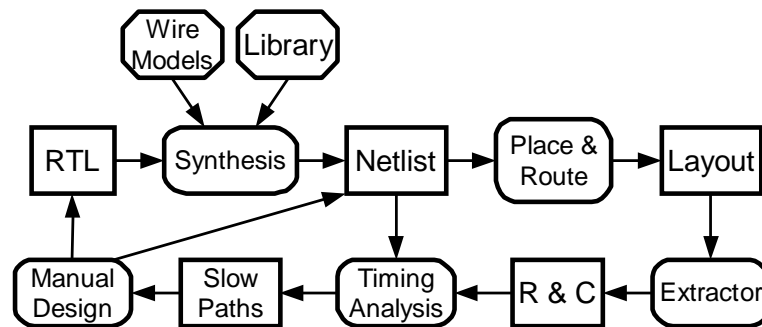 Wire
Models
Library
RTL
Synthesis
Netlist
Place &
Route
Layout
Manual
Design
Slow
Paths
Timing
Analysis
R & C
Extractor